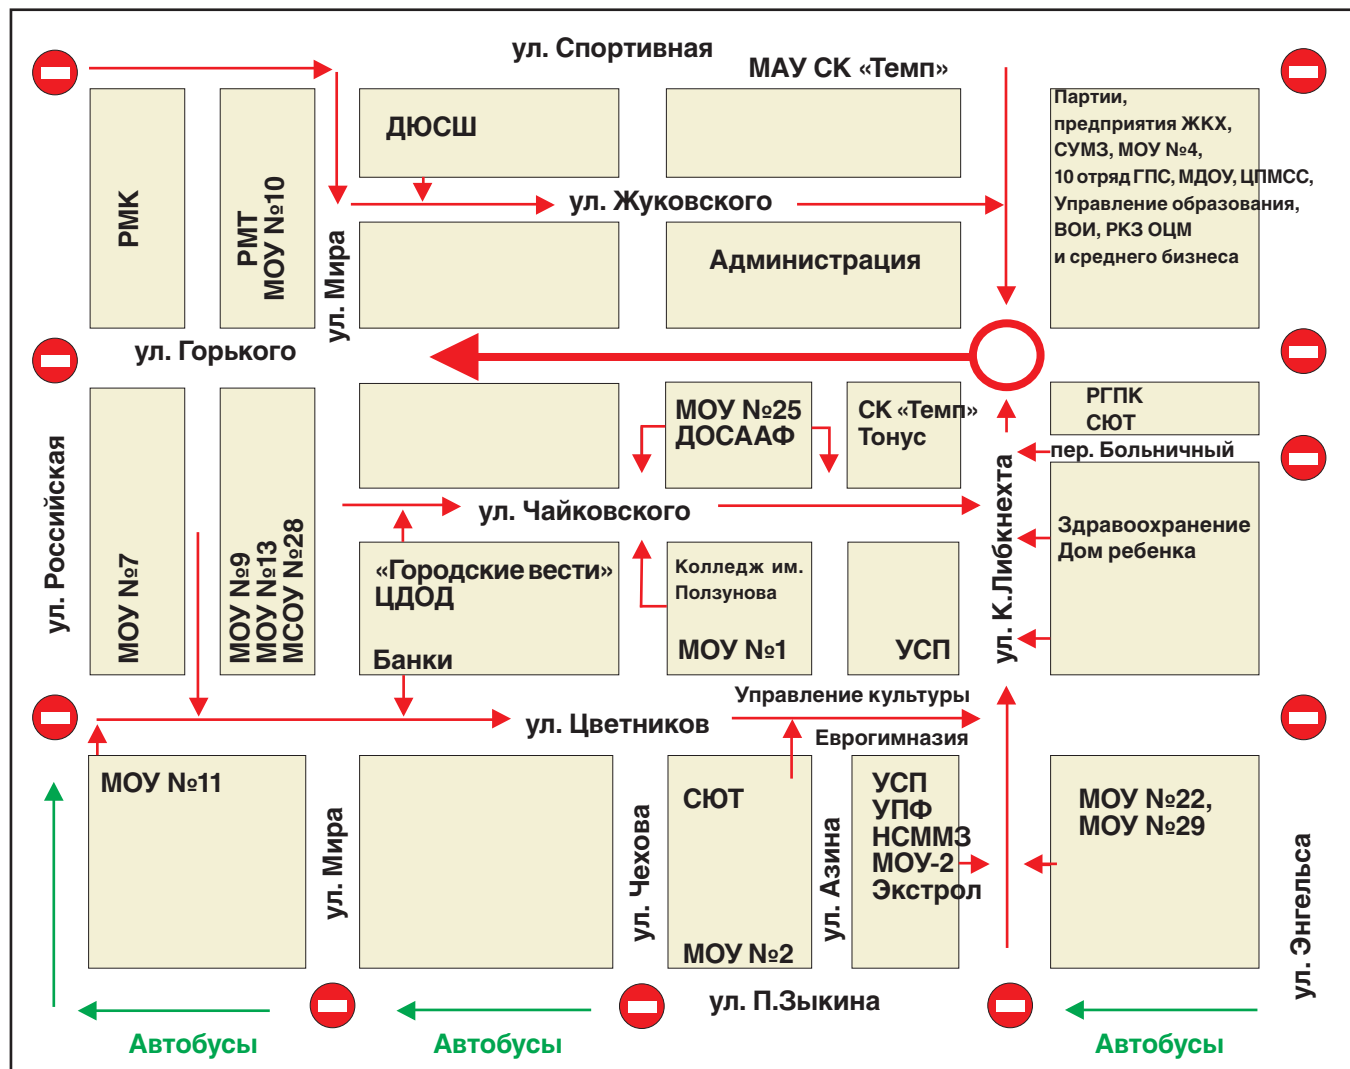 ул. Спортивная
МАУ СК «Темп»
ДЮСШ
Партии,
предприятия ЖКХ,
СУМЗ, МОУ №4,
10 отряд ГПС, МДОУ, ЦПМСС,
Управление образования,
ВОИ, РКЗ ОЦМ
и среднего бизнеса
РМК
РМТ
МОУ №10
ул. Мира
ул. Жуковского
Администрация
ул. Горького
МОУ №25
ДОСААФ
СК «Темп»
Тонус
РГПК
СЮТ
пер. Больничный
ул. Российская
МОУ №7
МОУ №9
МОУ №13
МСОУ №28
ул. Чайковского
ул. К.Либкнехта
«Городские вести»
ЦДОД
Банки
Колледж им.
Ползунова
МОУ №1
УСП
Здравоохранение
Дом ребенка
Управление культуры
ул. Цветников
Еврогимназия
МОУ №11
ул. Мира
ул. Чехова
СЮТ
МОУ №2
ул. Азина
УСП
УПФ
НСММЗ
МОУ-2
Экстрол
МОУ №22,
МОУ №29
ул. Энгельса
ул. П.Зыкина
Автобусы
Автобусы
Автобусы